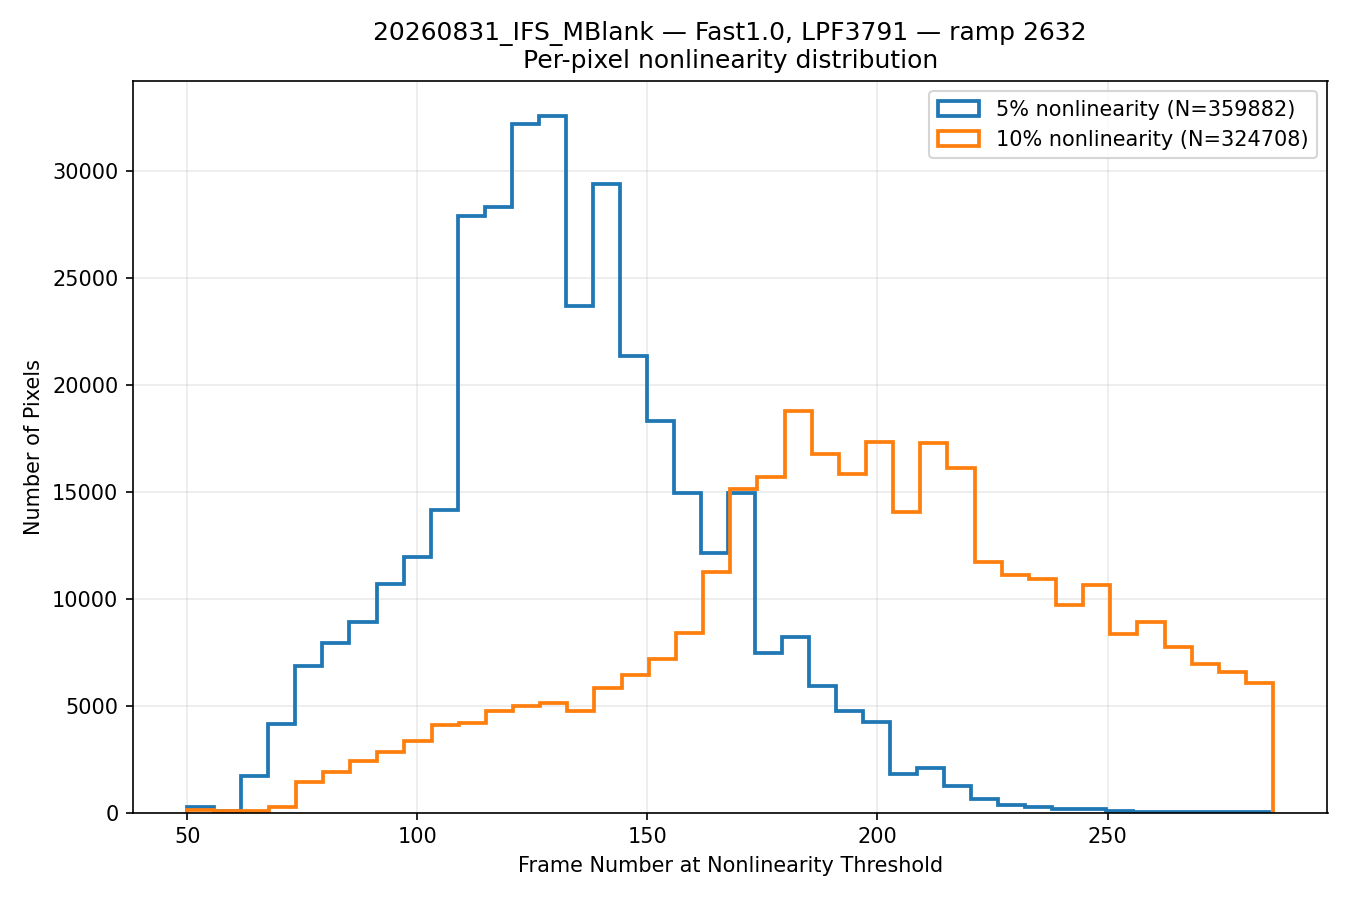 20260831_IFS_MBlank — Fast1.0, LPF3791 — ramp 2632
Per-pixel nonlinearity distribution
5% nonlinearity (N=359882)
10% nonlinearity (N=324708)
Number of Pixels
30000
25000
20000
15000
10000
5000
0
50 100 150 200 250
Frame Number at Nonlinearity Threshold